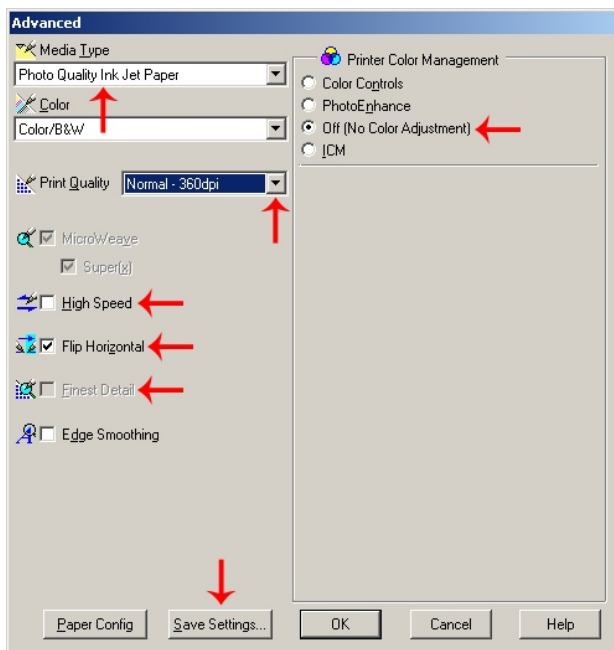 Advanced
Media Type
Photo Quality Ink Jet Paper
Color
Color/B&W
Print Quality Normal - 360dpi
MicroWeave
Super(x)
High Speed
Flip Horizontal
Finest Detail
Edge Smoothing
Printer Color Management
Color Controls
PhotoEnhance
Off (No Color Adjustment)
ICM
Paper Config Save Settings... OK Cancel Help